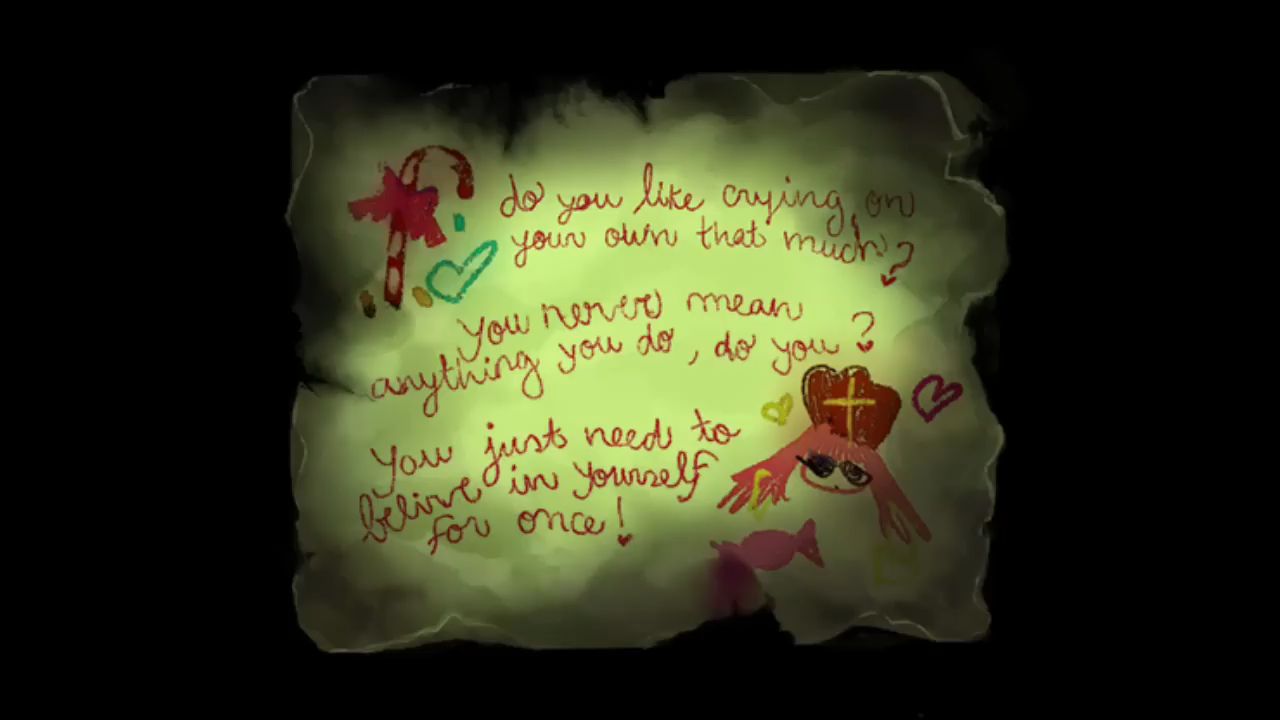 do you like crying on
your own that much?
You never mean
anything you do, do you?
You just need to
belive in yourself
for once!